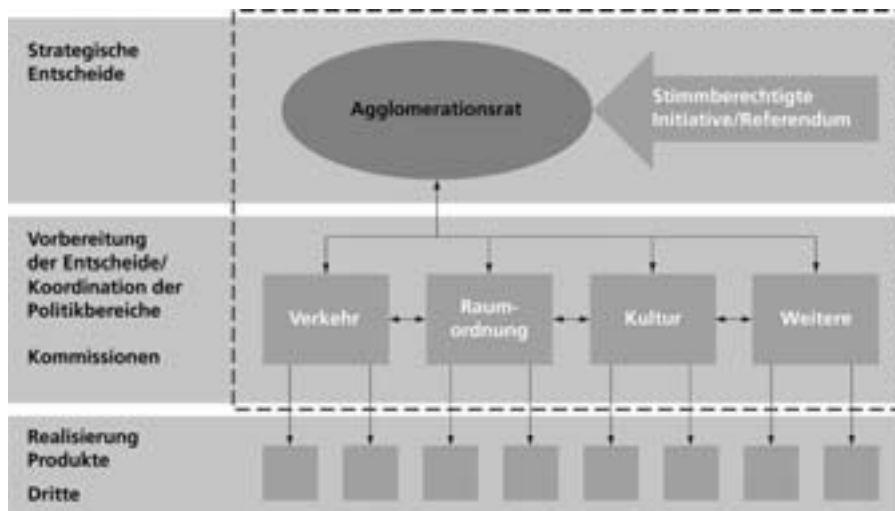 Strategische
Entscheide
Agglomerationsrat
Stimmberechtigte
Initiative/Referendum
Vorbereitung
der Entscheide/
Koordination der
Politikbereiche
Kommissionen
Verkehr
Raum-
ordnung
Kultur
Weitere
Realisierung
Produkte
Dritte